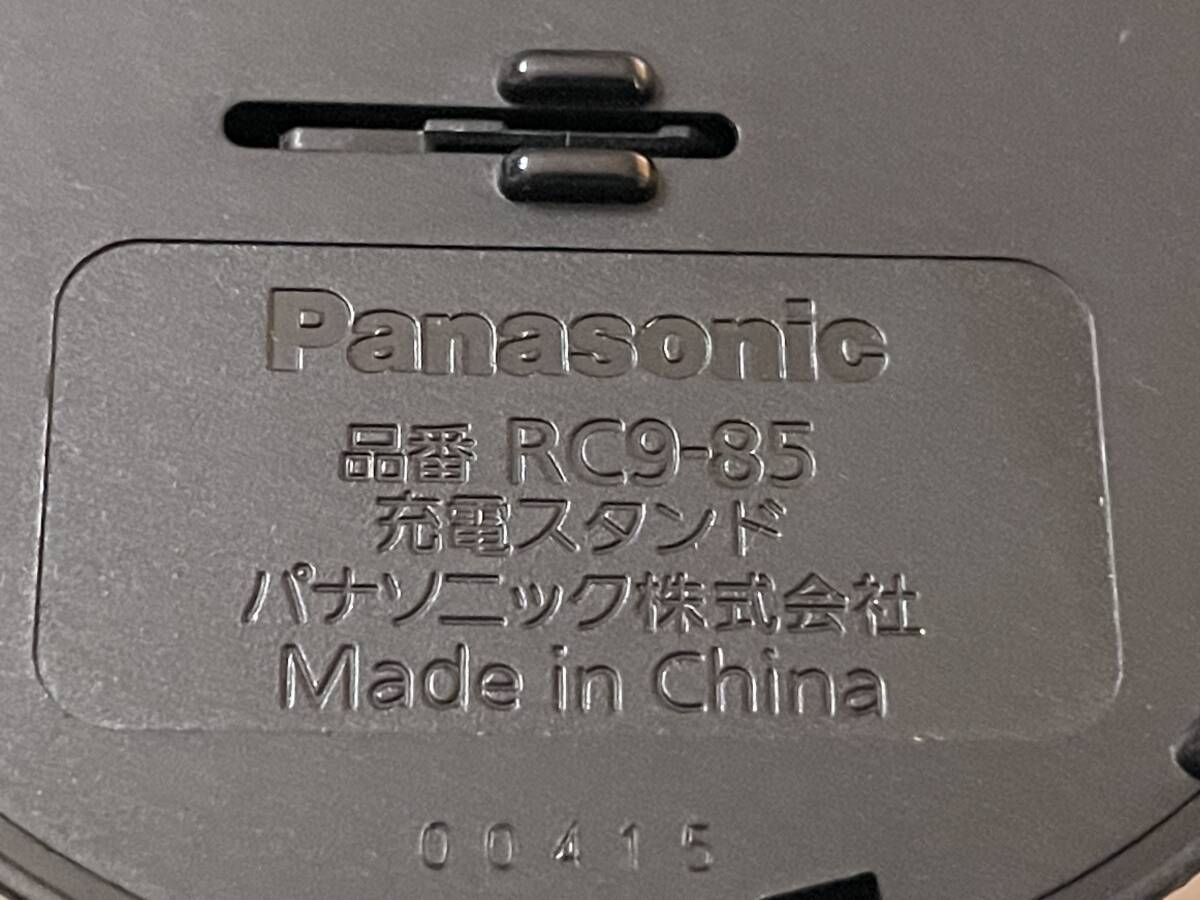 Panasonic
品番 RC9-85
充電スタンド
パナソニック株式会社
Made in China
00415